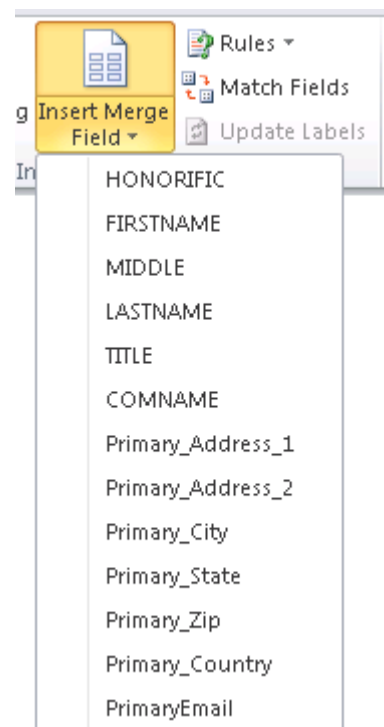 Rules
Match Fields
Update Labels
g Insert Merge
Field
In
HONORIFIC
FIRSTNAME
MIDDLE
LASTNAME
TITLE
COMNAME
Primary_Address_1
Primary_Address_2
Primary_City
Primary_State
Primary_Zip
Primary_Country
PrimaryEmail